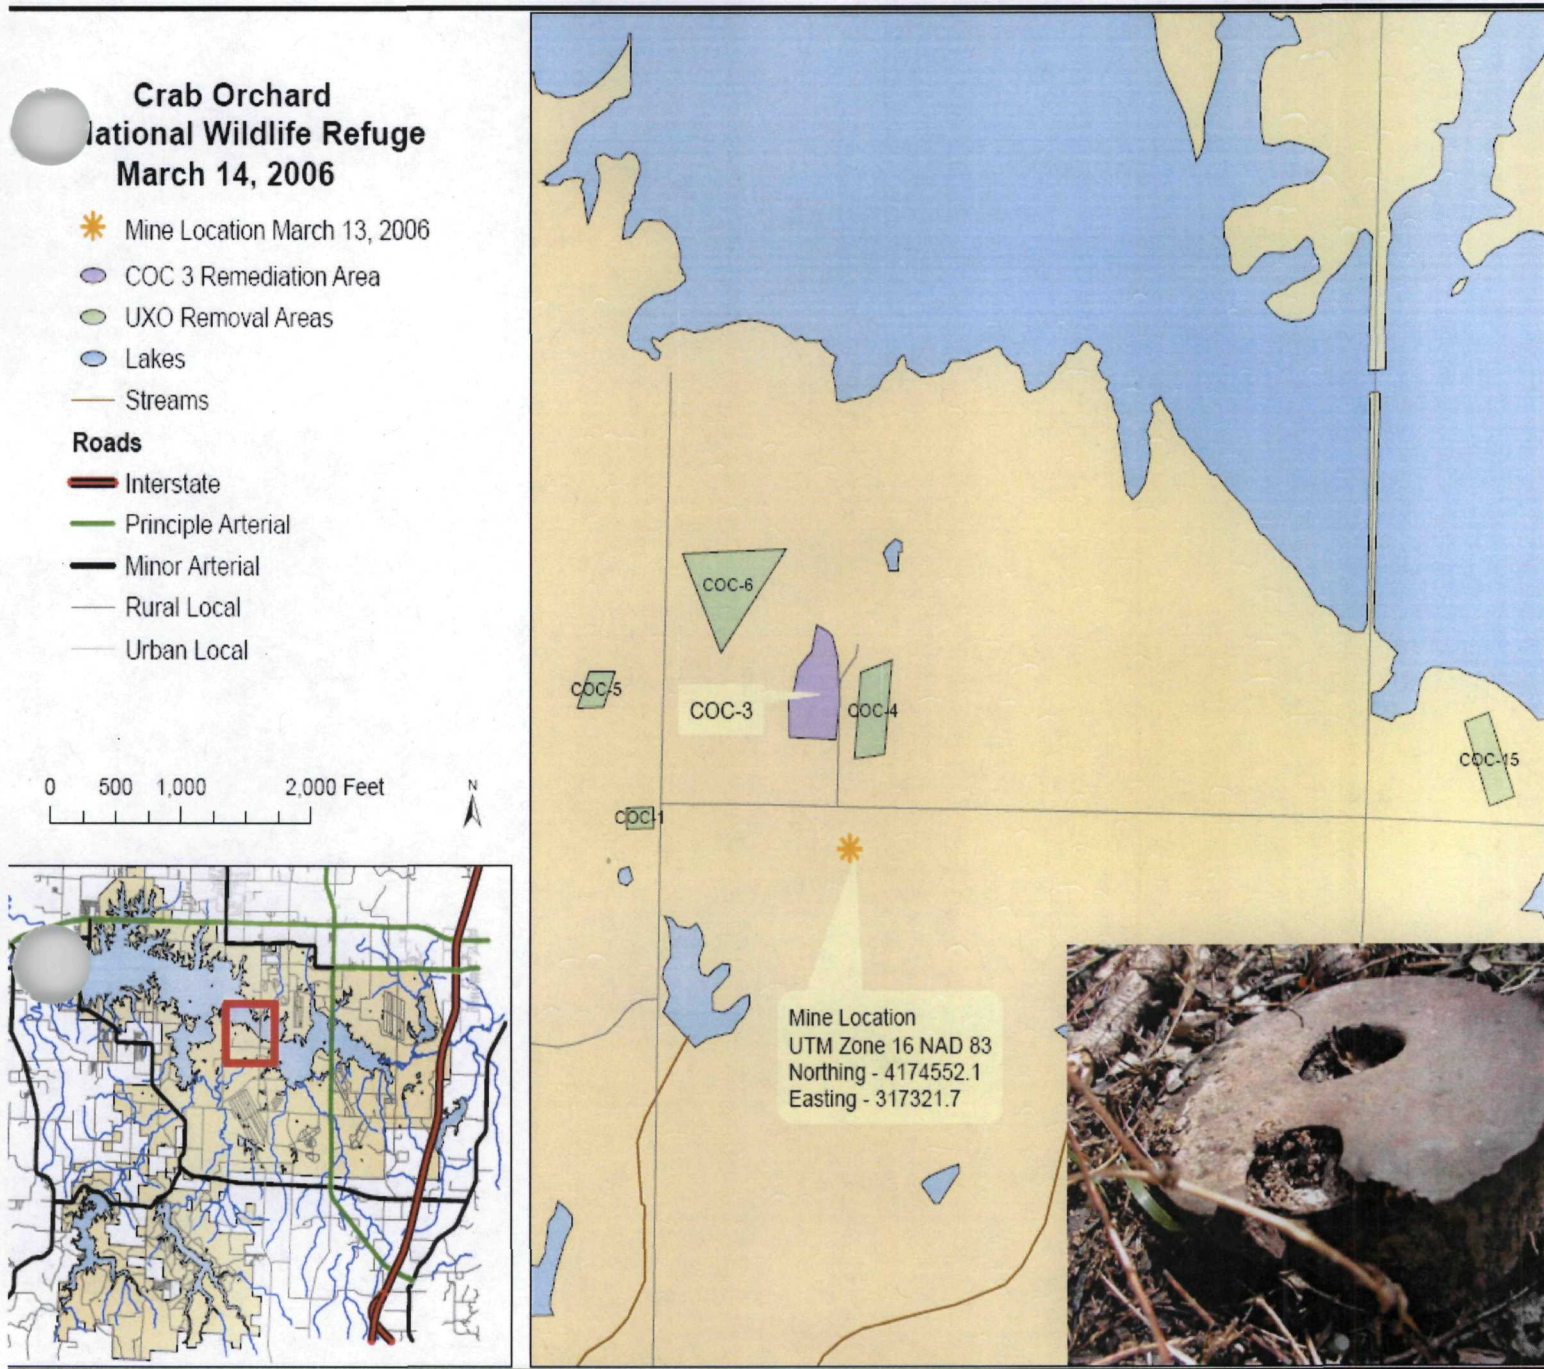 Crab Orchard
National Wildlife Refuge
March 14, 2006
Mine Location March 13, 2006
COC 3 Remediation Area
UXO Removal Areas
Lakes
Streams
Roads
Interstate
Principle Arterial
Minor Arterial
Rural Local
Urban Local
0 500 1,000 2,000 Feet
N
COC-6
COC-5
COC-3
COC-4
COC-15
COC-1
Mine Location
UTM Zone 16 NAD 83
Northing - 4174552.1
Easting - 317321.7